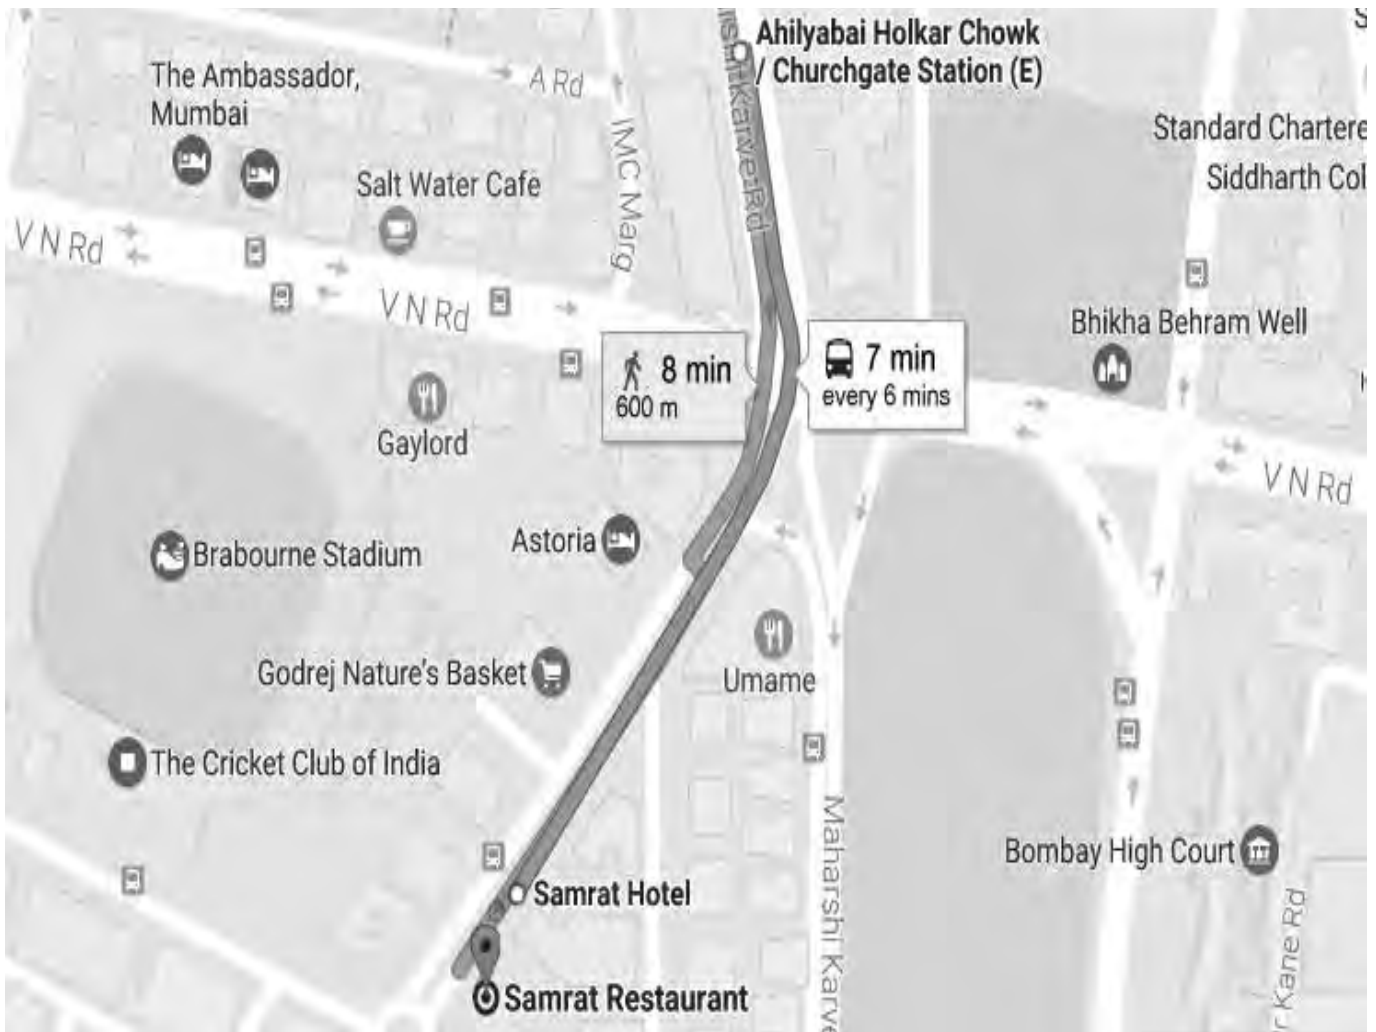 Ahilyabai Holkar Chowk
/ Churchgate Station (E)
The Ambassador,
Mumbai
A Rd
Karve Rd
IMC Marg
Standard Chartere
Siddharth Col
Salt Water Cafe
V N Rd
V N Rd
Bhikha Behram Well
8 min
600 m
7 min
every 6 mins
Gaylord
V N Rd
Astoria
Brabourne Stadium
Umame
Godrej Nature's Basket
The Cricket Club of India
Maharshi Karve
Bombay High Court
Samrat Hotel
r Kane Rd
Samrat Restaurant